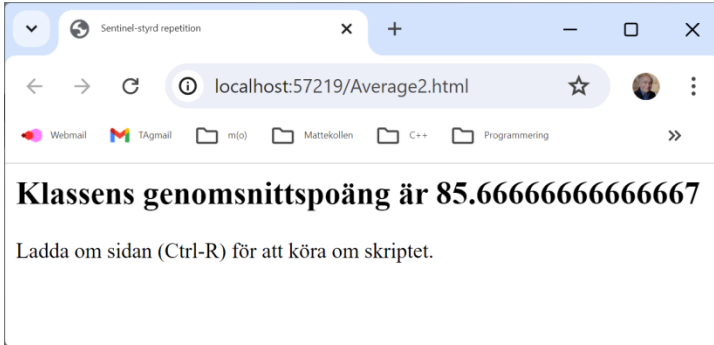 Sentinel-styrd repetition
localhost:57219/Average2.html
Webmail TAgmail m(o) Mattekollen C++ Programmering
Klassens genomsnittspoäng är 85.66666666666667
Ladda om sidan (Ctrl-R) för att köra om skriptet.